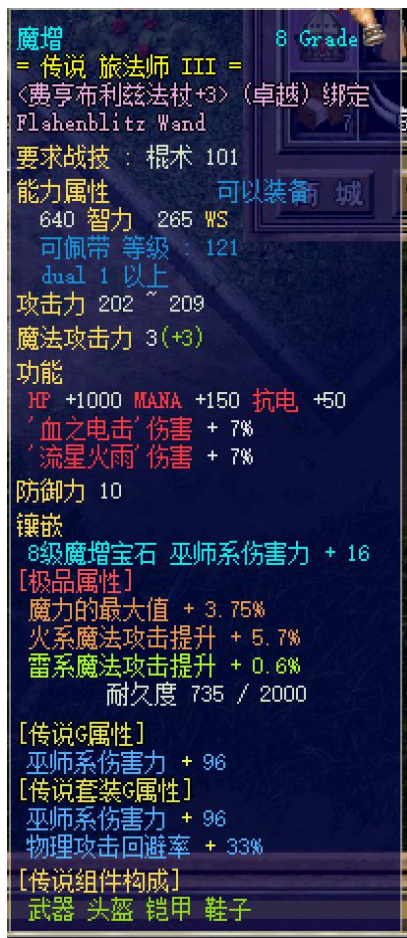 魔增 8 Grade
= 传说 旅法师 III =
<费亨布利兹法杖+3> (卓越) 绑定
Flahenblitz Wand
要求战技 : 棍术 101
能力属性 可以装备
商 城
640 智力 265 WS
可佩带 等级 : 121
dual 1 以上
攻击力 202 ~ 209
魔法攻击力 3(+3)
功能
HP +1000 MANA +150 抗电 +50
'血之电击'伤害 + 7%
'流星火雨'伤害 + 7%
防御力 10
镶嵌
8级魔增宝石 巫师系伤害力 + 16
[极品属性]
魔力的最大值 + 3.75%
火系魔法攻击提升 + 5.7%
雷系魔法攻击提升 + 0.6%
耐久度 735 / 2000
[传说G属性]
巫师系伤害力 + 96
[传说套装G属性]
巫师系伤害力 + 96
物理攻击回避率 + 33%
[传说组件构成]
武器 头盔 铠甲 鞋子